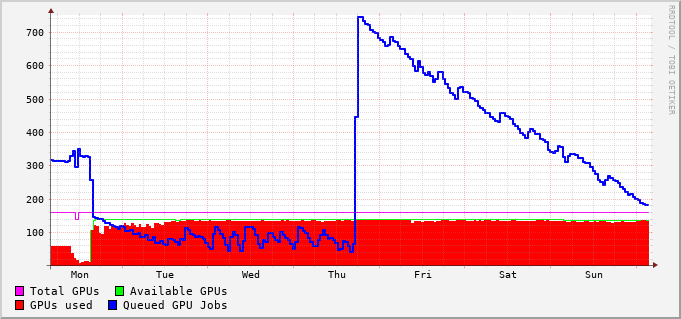 RRDTOOL / TOBI OETIKER
700
600
500
400
300
200
100
Mon Tue Wed Thu Fri Sat Sun
Total GPUs Available GPUs
GPUs used Queued GPU Jobs